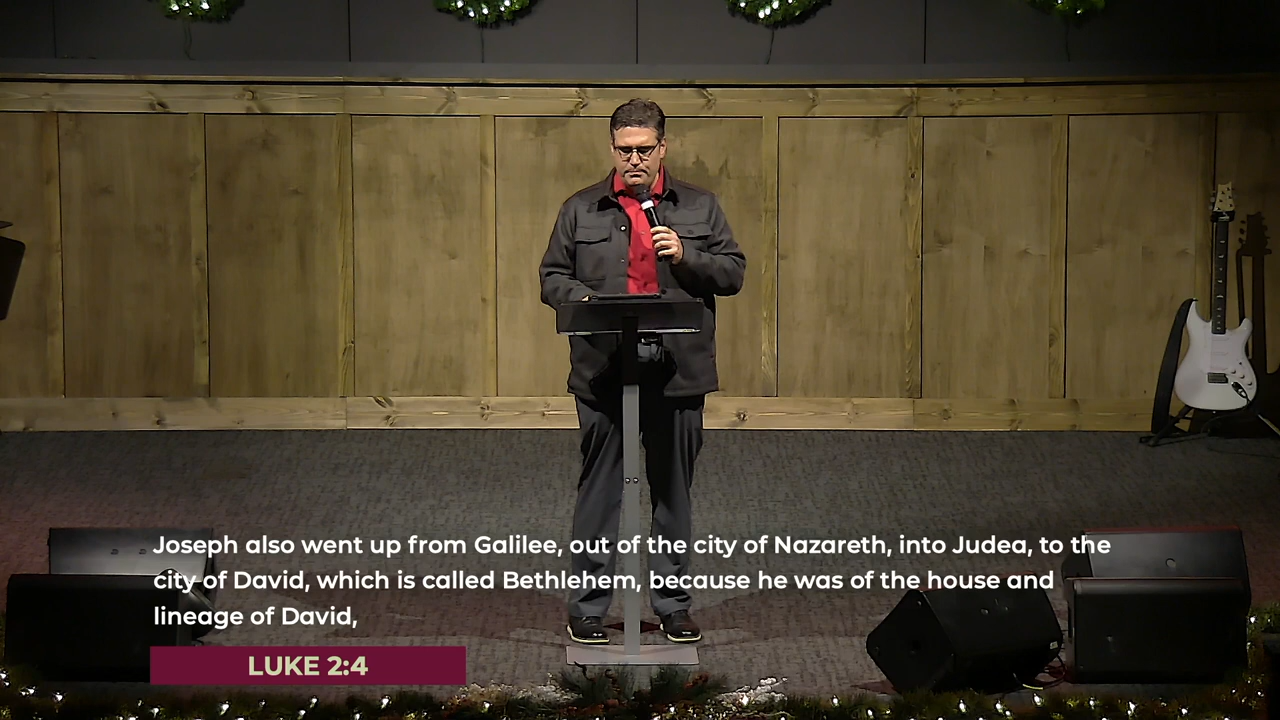 Joseph also went up from Galilee, out of the city of Nazareth, into Judea, to the
city of David, which is called Bethlehem, because he was of the house and
lineage of David,
LUKE 2:4